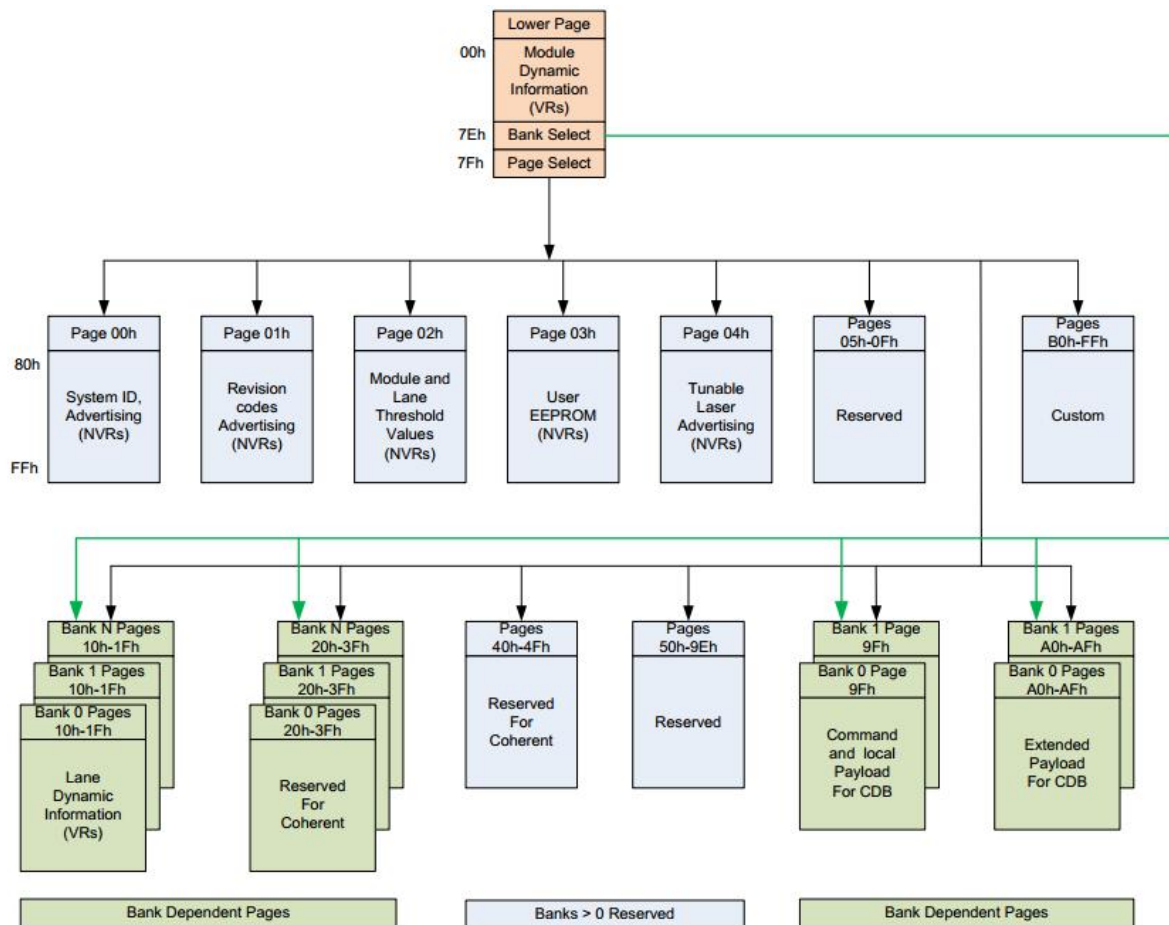 Lower Page
00h
Module
Dynamic
Information
(VRs)
7Eh
Bank Select
7Fh
Page Select
Page 00h
80h
System ID,
Advertising
(NVRs)
FFh
Page 01h
Revision
codes
Advertising
(NVRs)
Page 02h
Module and
Lane
Threshold
Values
(NVRs)
Page 03h
User
EEPROM
(NVRs)
Page 04h
Tunable
Laser
Advertising
(NVRs)
Pages
05h-0Fh
Reserved
Pages
B0h-FFh
Custom
Bank N Pages
10h-1Fh
Bank 1 Pages
10h-1Fh
Bank 0 Pages
10h-1Fh
Lane
Dynamic
Information
(VRs)
Bank N Pages
20h-3Fh
Bank 1 Pages
20h-3Fh
Bank 0 Pages
20h-3Fh
Reserved
For
Coherent
Pages
40h-4Fh
Reserved
For
Coherent
Pages
50h-9Eh
Reserved
Bank 1 Page
9Fh
Bank 0 Page
9Fh
Command
and local
Payload
For CDB
Bank 1 Pages
A0h-AFh
Bank 0 Pages
A0h-AFh
Extended
Payload
For CDB
Bank Dependent Pages
Banks > 0 Reserved
Bank Dependent Pages